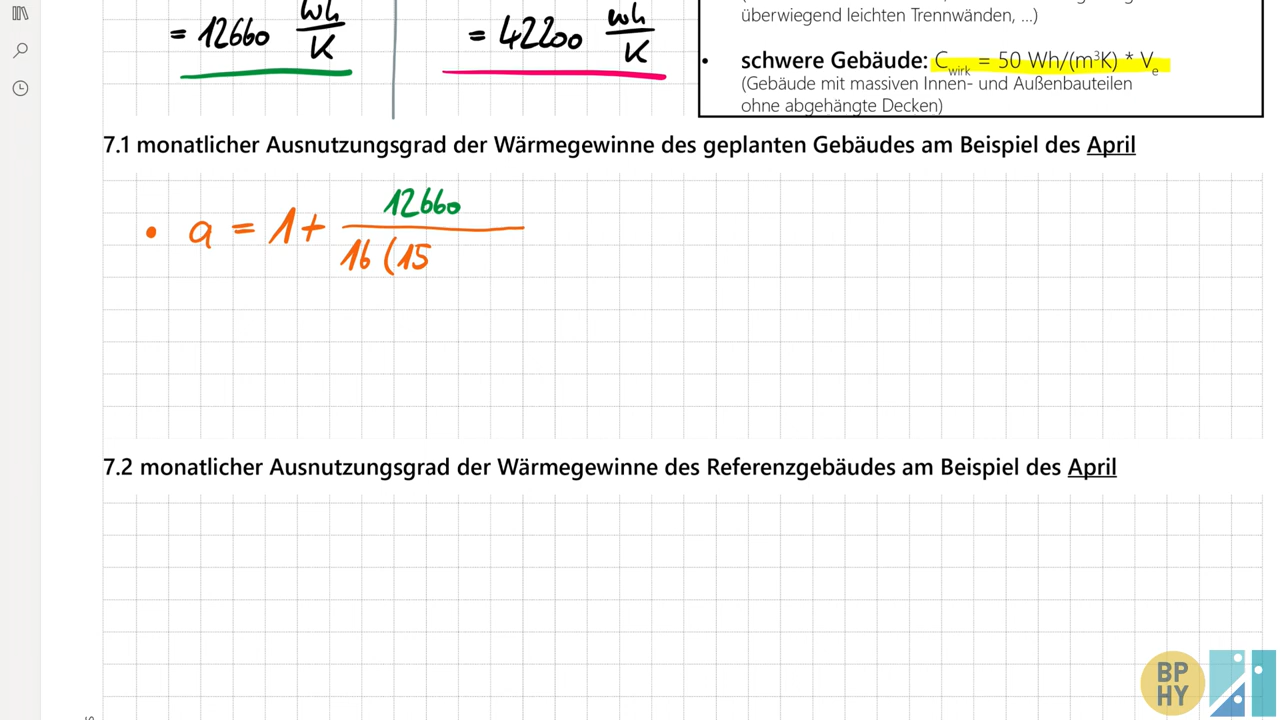 überwiegend leichten Trennwänden, ...)
= 12660 Wh/K
= 42200 Wh/K
• schwere Gebäude: C_wirk = 50 Wh/(m³K) * V_e
(Gebäude mit massiven Innen- und Außenbauteilen
ohne abgehängte Decken)
7.1 monatlicher Ausnutzungsgrad der Wärmegewinne des geplanten Gebäudes am Beispiel des April
12660
• a = 1 +
16 (15
7.2 monatlicher Ausnutzungsgrad der Wärmegewinne des Referenzgebäudes am Beispiel des April
BP
HY